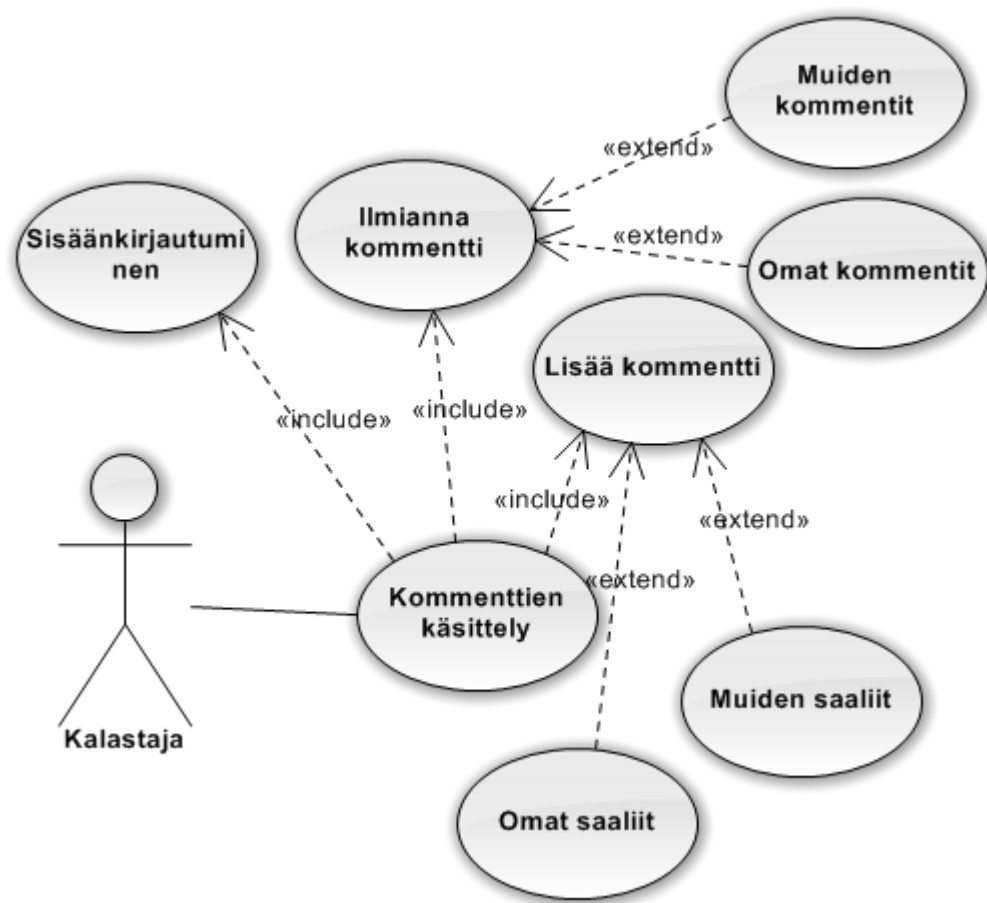 Muiden
kommentit
«extend»
Ilmianna
kommentti
Sisäänkirjautumi
nen
«extend»
Omat kommentit
Lisää kommentti
«include»
«include»
«include»
«extend»
«extend»
Kommenttien
käsittely
Muiden saaliit
Kalastaja
Omat saaliit